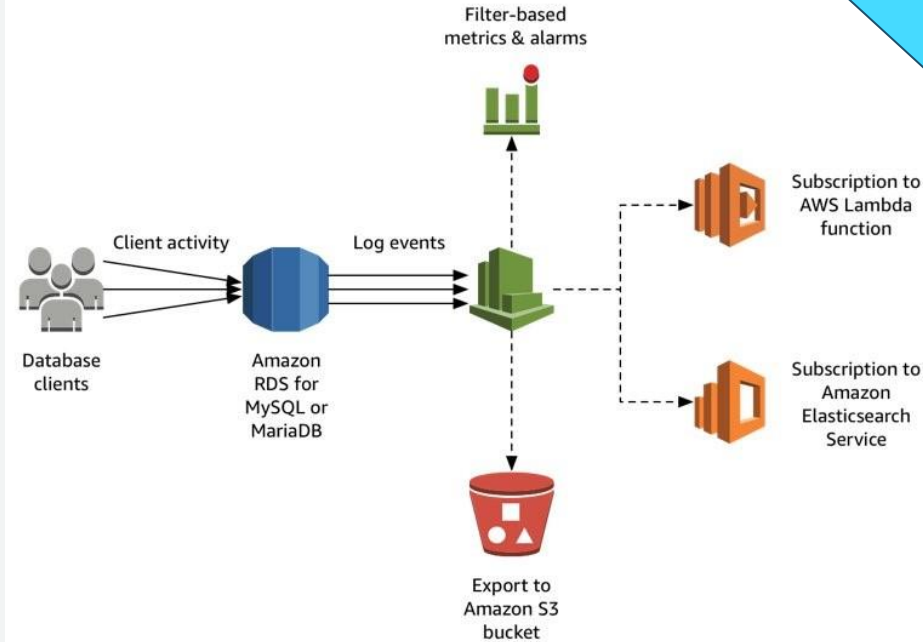 Filter-based
metrics & alarms
Client activity
Log events
Subscription to
AWS Lambda
function
Database
clients
Amazon
RDS for
MySQL or
MariaDB
Subscription to
Amazon
Elasticsearch
Service
Export to
Amazon S3
bucket